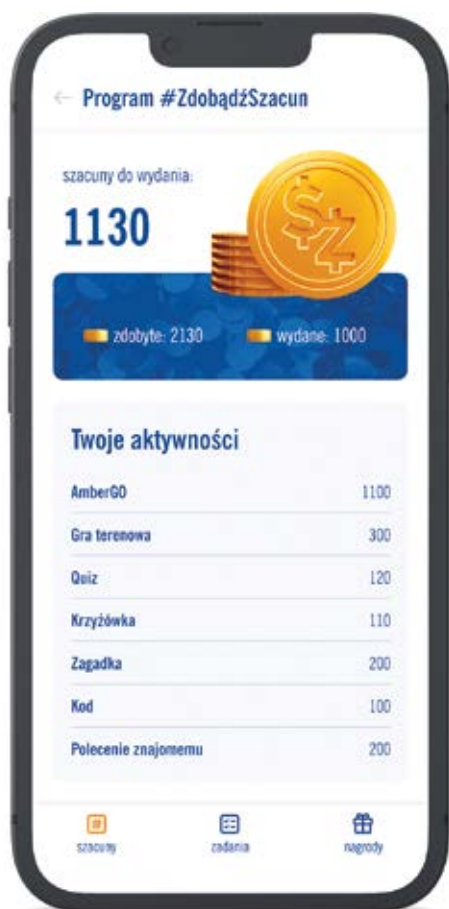 ← Program #ZdobądźSzacun
szacuny do wydania:
1130
SZ
zdobyte: 2130 wydane: 1000
Twoje aktywności
AmberGO 1100
Gra terenowa 300
Quiz 120
Krzyżówka 110
Zagadka 200
Kod 100
Polecenie znajomemu 200
#
szacuny zadania nagrody